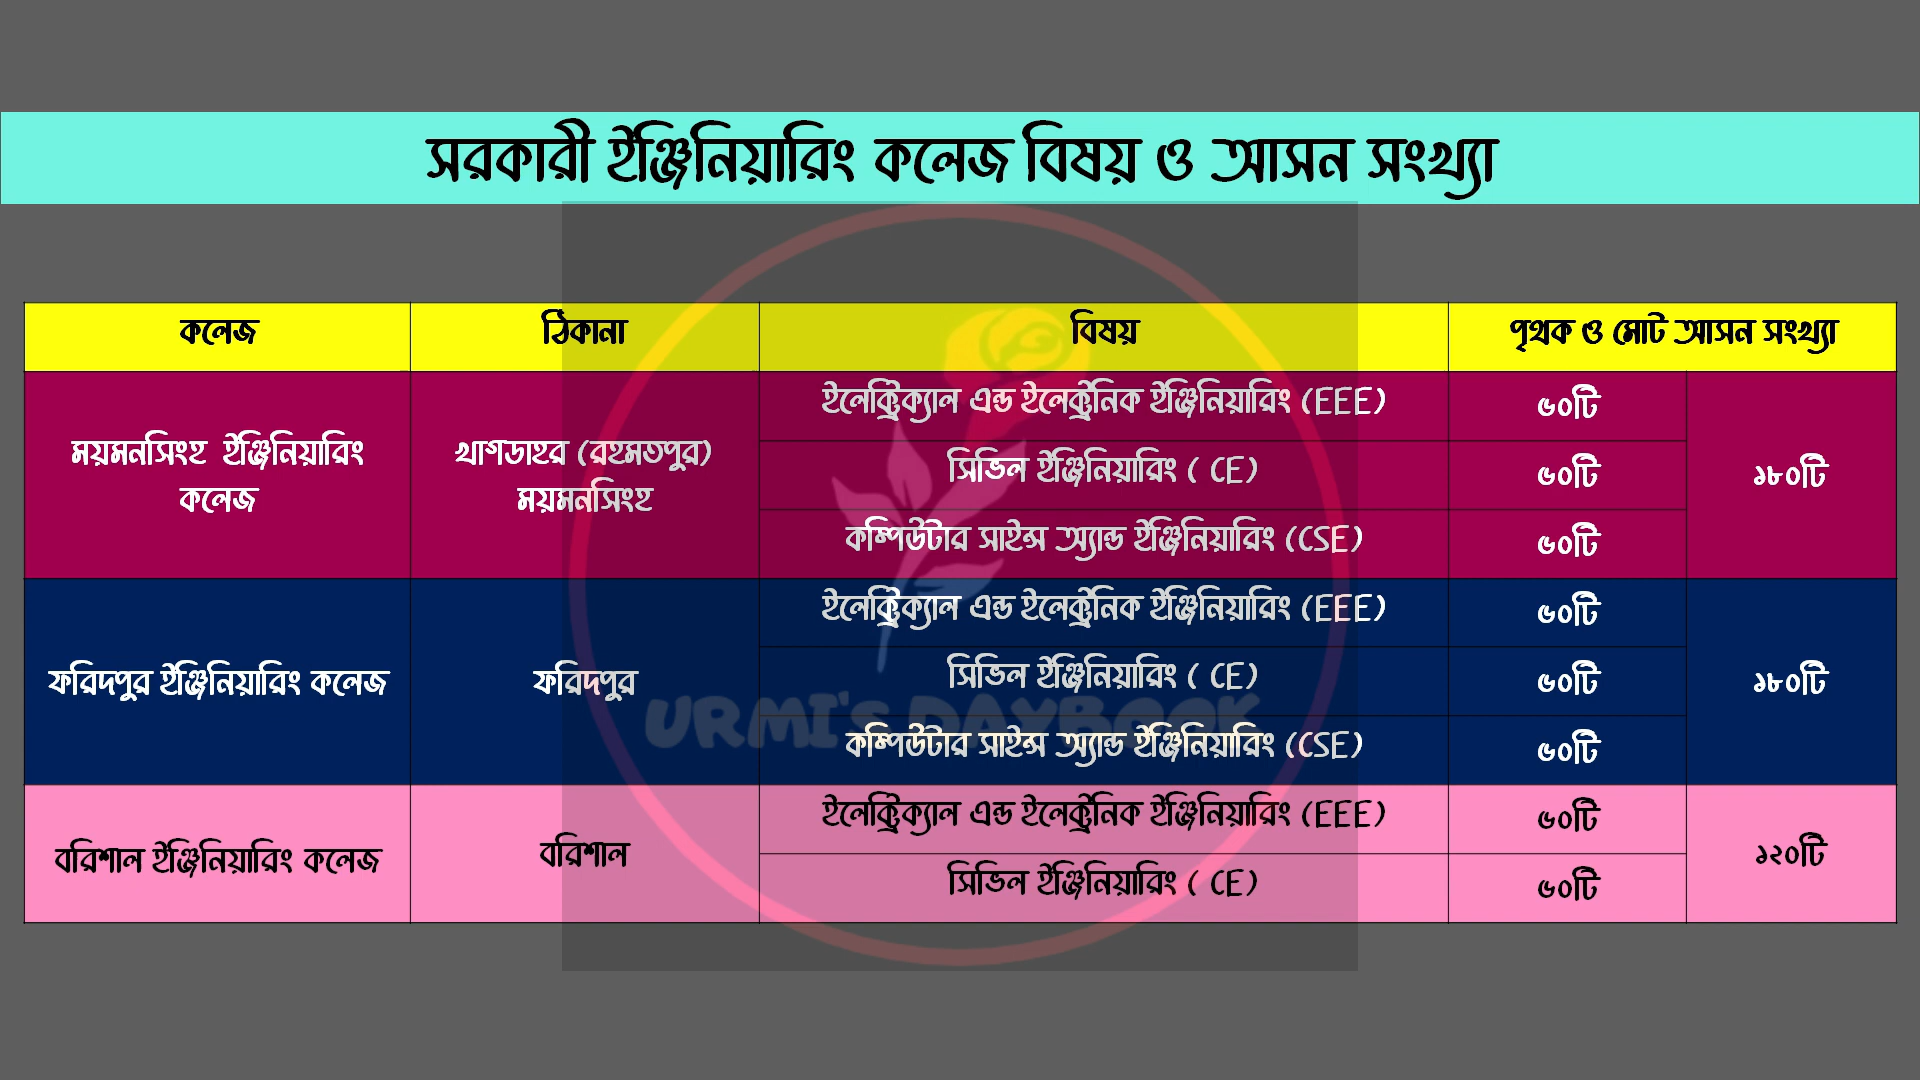 সরকারী ইঞ্জিনিয়ারিং কলেজ বিষয় ও আসন সংখ্যা
কলেজ
ঠিকানা
বিষয়
পৃথক ও মোট আসন সংখ্যা
ময়মনসিংহ ইঞ্জিনিয়ারিং
কলেজ
খাগডাহর (রহমতপুর)
ময়মনসিংহ
ইলেক্ট্রিক্যাল এন্ড ইলেক্ট্রনিক ইঞ্জিনিয়ারিং (EEE)
৬০টি
সিভিল ইঞ্জিনিয়ারিং ( CE)
৬০টি
কম্পিউটার সাইন্স অ্যান্ড ইঞ্জিনিয়ারিং (CSE)
৬০টি
১৮০টি
ফরিদপুর ইঞ্জিনিয়ারিং কলেজ
ফরিদপুর
ইলেক্ট্রিক্যাল এন্ড ইলেক্ট্রনিক ইঞ্জিনিয়ারিং (EEE)
৬০টি
সিভিল ইঞ্জিনিয়ারিং ( CE)
৬০টি
কম্পিউটার সাইন্স অ্যান্ড ইঞ্জিনিয়ারিং (CSE)
৬০টি
১৮০টি
বরিশাল ইঞ্জিনিয়ারিং কলেজ
বরিশাল
ইলেক্ট্রিক্যাল এন্ড ইলেক্ট্রনিক ইঞ্জিনিয়ারিং (EEE)
৬০টি
সিভিল ইঞ্জিনিয়ারিং ( CE)
৬০টি
১২০টি
URMI's DAYBOOK